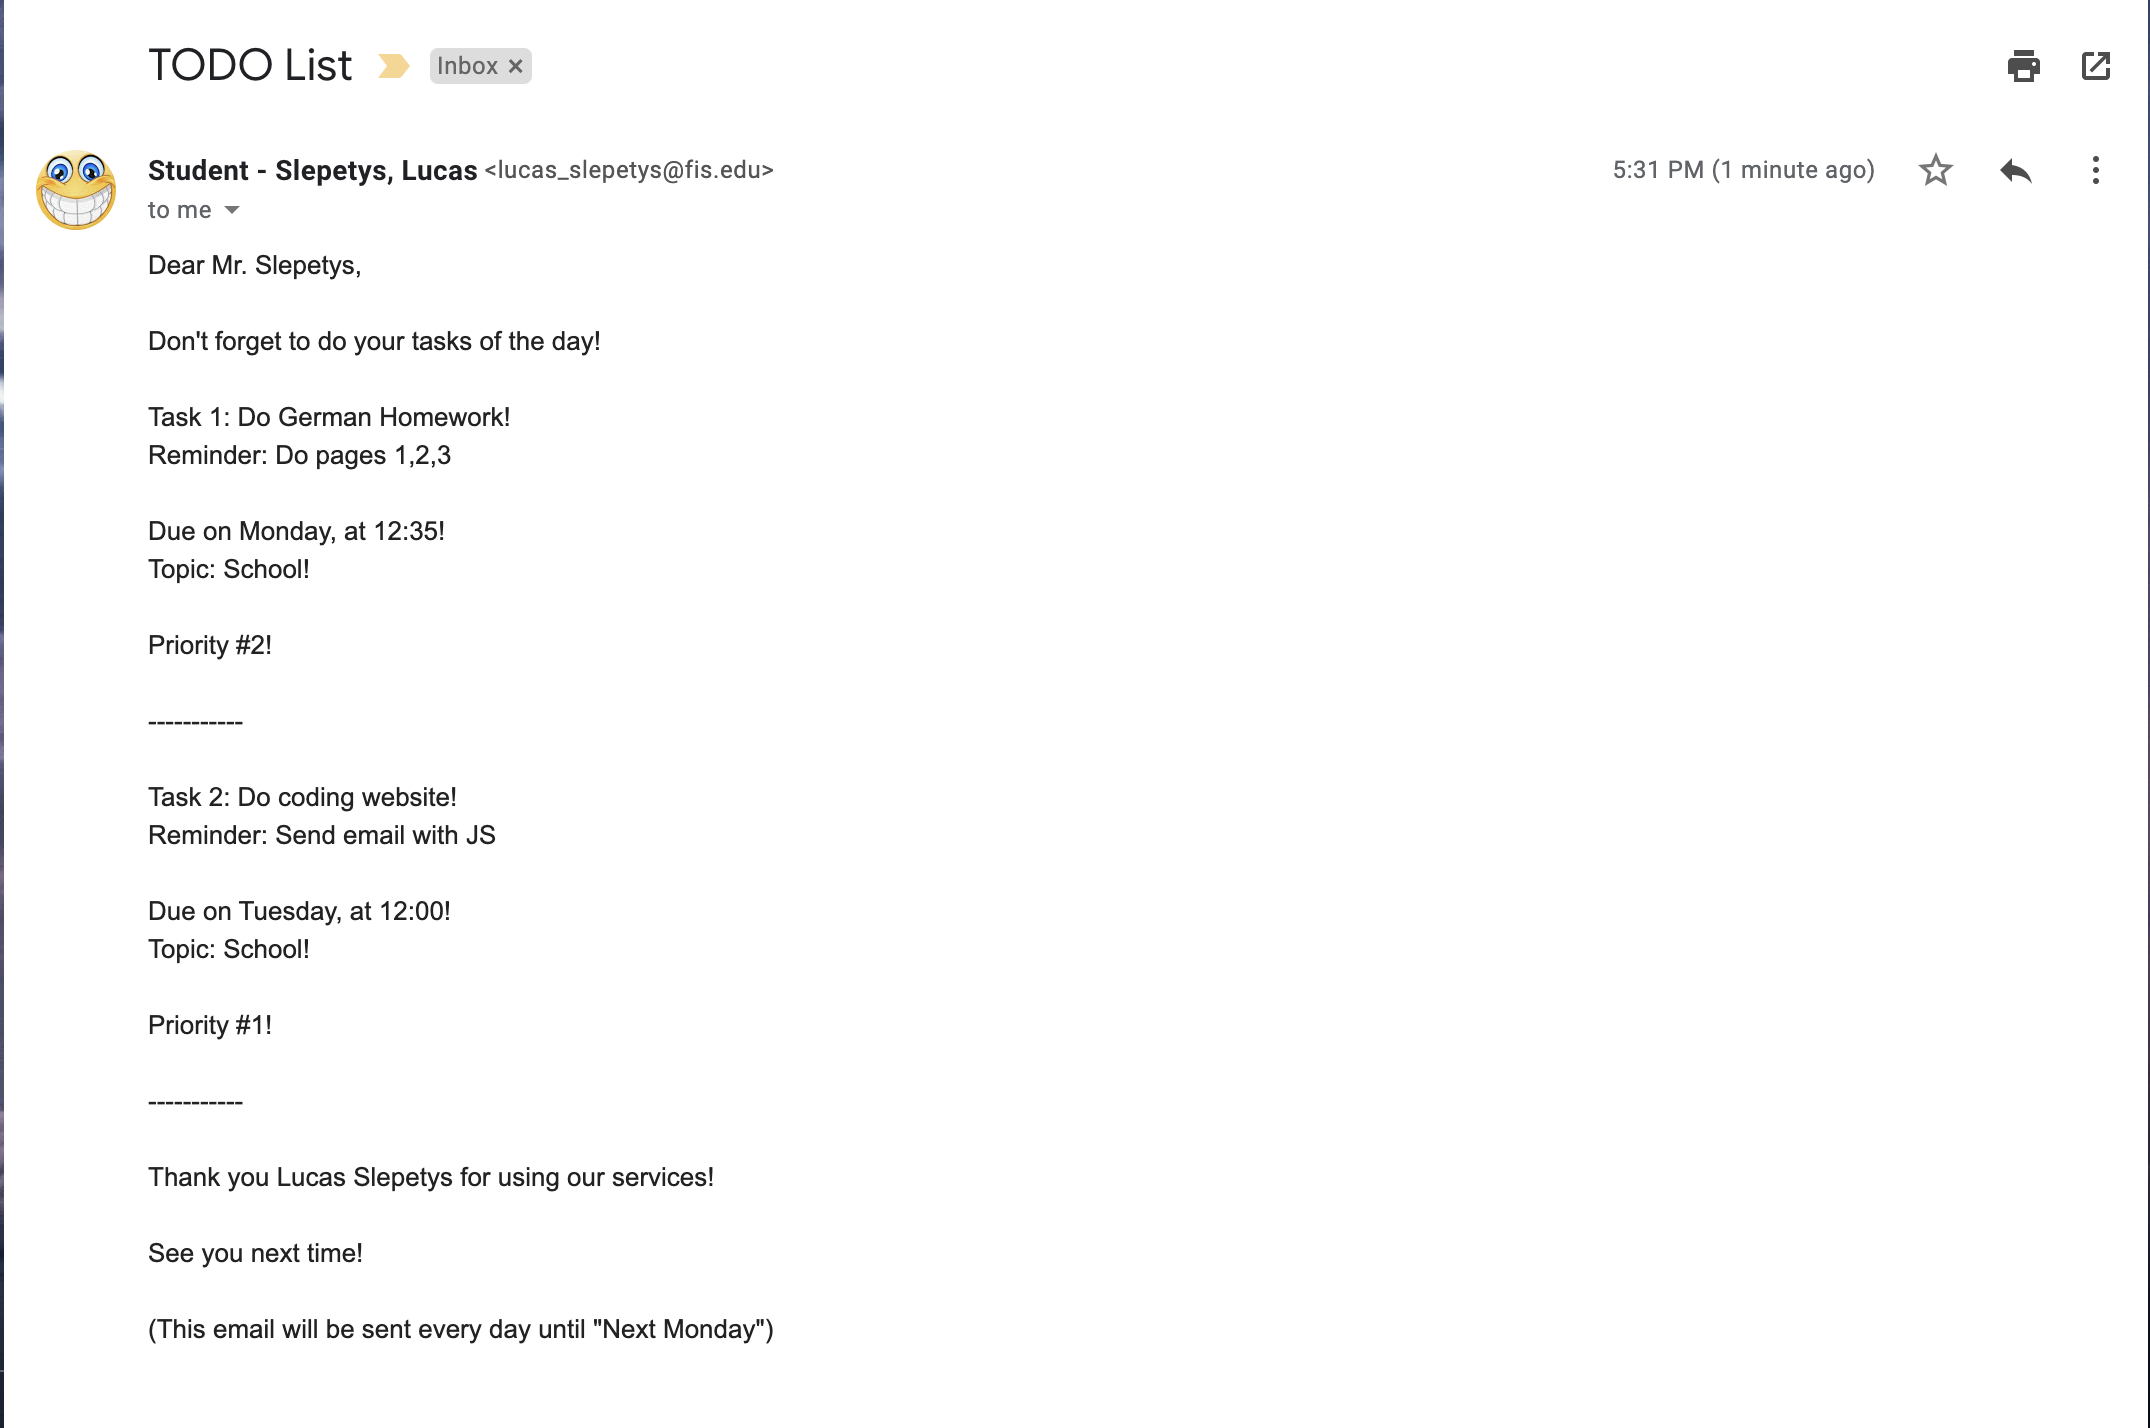 TODO List
Inbox ×
Student - Slepetys, Lucas <lucas_slepetys@fis.edu>
5:31 PM (1 minute ago)
to me
Dear Mr. Slepetys,
Don't forget to do your tasks of the day!
Task 1: Do German Homework!
Reminder: Do pages 1,2,3
Due on Monday, at 12:35!
Topic: School!
Priority #2!
-----------
Task 2: Do coding website!
Reminder: Send email with JS
Due on Tuesday, at 12:00!
Topic: School!
Priority #1!
-----------
Thank you Lucas Slepetys for using our services!
See you next time!
(This email will be sent every day until "Next Monday")